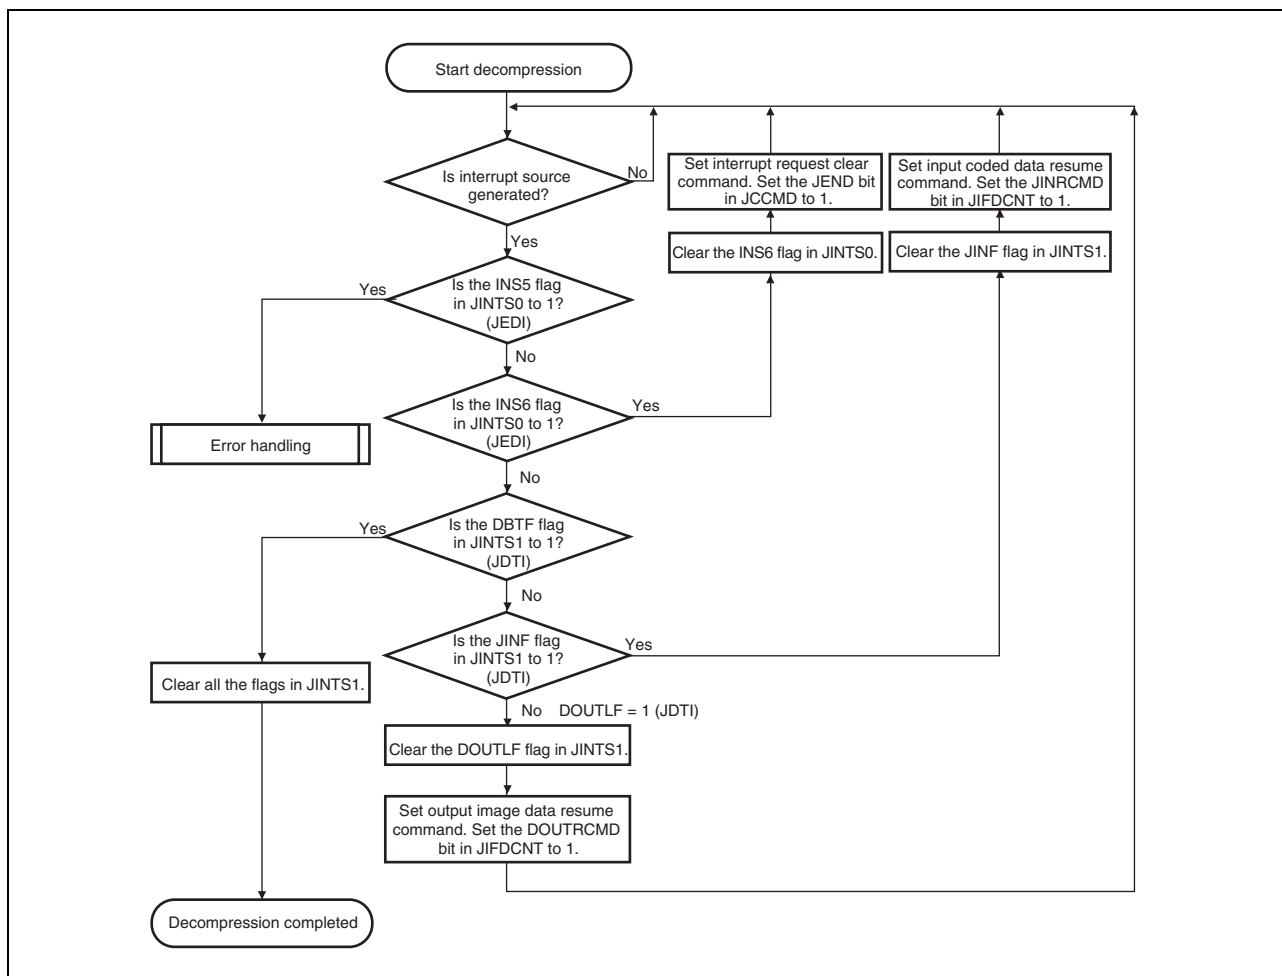 Start decompression
Is interrupt source
generated?
No
Yes
Set interrupt request clear
command. Set the JEND bit
in JCCMD to 1.
Set input coded data resume
command. Set the JINRCMD
bit in JIFDCNT to 1.
Clear the INS6 flag in JINTS0.
Clear the JINF flag in JINTS1.
Is the INS5 flag
in JINTS0 to 1?
(JEDI)
Yes
No
Is the INS6 flag
in JINTS0 to 1?
(JEDI)
Yes
Error handling
No
Is the DBTF flag
in JINTS1 to 1?
(JDTI)
Yes
No
Is the JINF flag
in JINTS1 to 1?
(JDTI)
Yes
Clear all the flags in JINTS1.
No DOUTLF = 1 (JDTI)
Clear the DOUTLF flag in JINTS1.
Set output image data resume
command. Set the DOUTRCMD
bit in JIFDCNT to 1.
Decompression completed